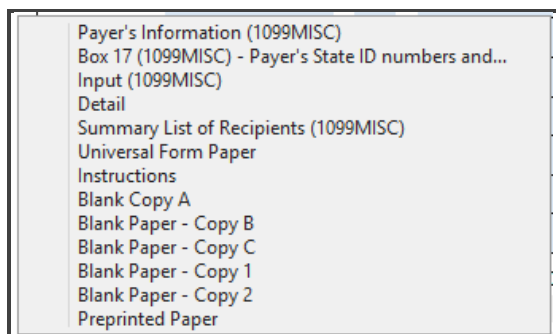 Payer's Information (1099MISC)
Box 17 (1099MISC) - Payer's State ID numbers and...
Input (1099MISC)
Detail
Summary List of Recipients (1099MISC)
Universal Form Paper
Instructions
Blank Copy A
Blank Paper - Copy B
Blank Paper - Copy C
Blank Paper - Copy 1
Blank Paper - Copy 2
Preprinted Paper